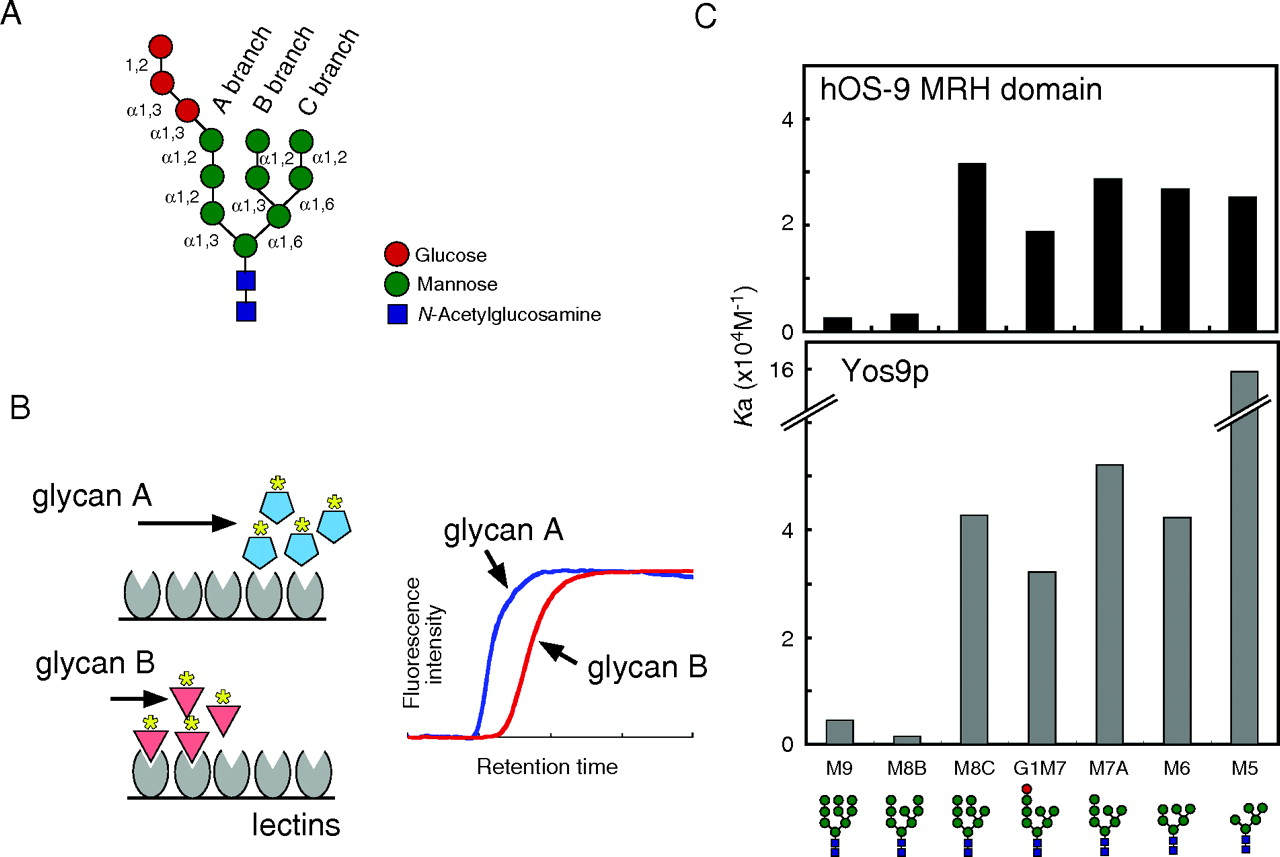 A
A branch
B branch
C branch
1,2
α1,3
α1,3
α1,2
α1,2
α1,2
α1,2
α1,3
α1,6
α1,3
α1,6
Glucose
Mannose
N-Acetylglucosamine
B
glycan A
glycan B
lectins
Fluorescence
intensity
glycan A
glycan B
Retention time
C
hOS-9 MRH domain
4
2
0
Ka (x10⁴M⁻¹)
Yos9p
16
4
2
0
M9 M8B M8C G1M7 M7A M6 M5